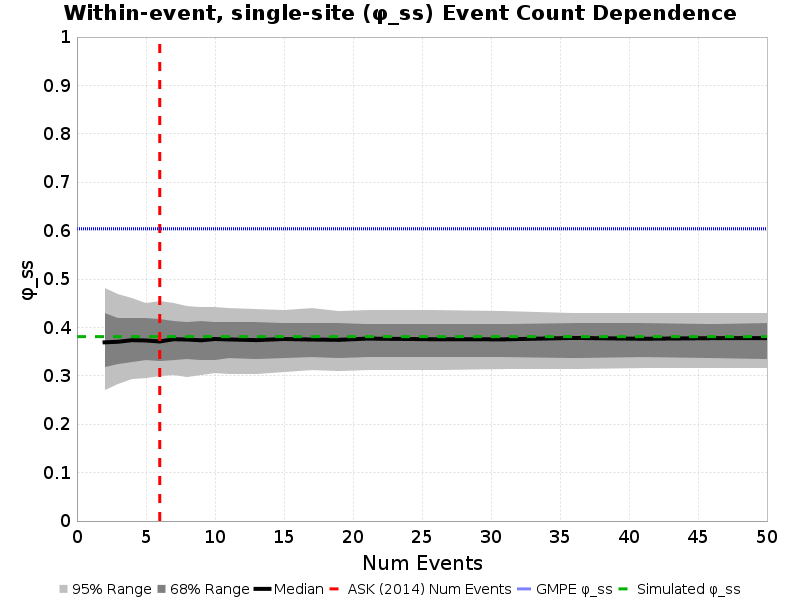 Within-event, single-site (φ_ss) Event Count Dependence
1
0.9
0.8
0.7
0.6
0.5
0.4
0.3
0.2
0.1
0
φ_ss
0 5 10 15 20 25 30 35 40 45 50
Num Events
95% Range 68% Range Median ASK (2014) Num Events GMPE φ_ss Simulated φ_ss